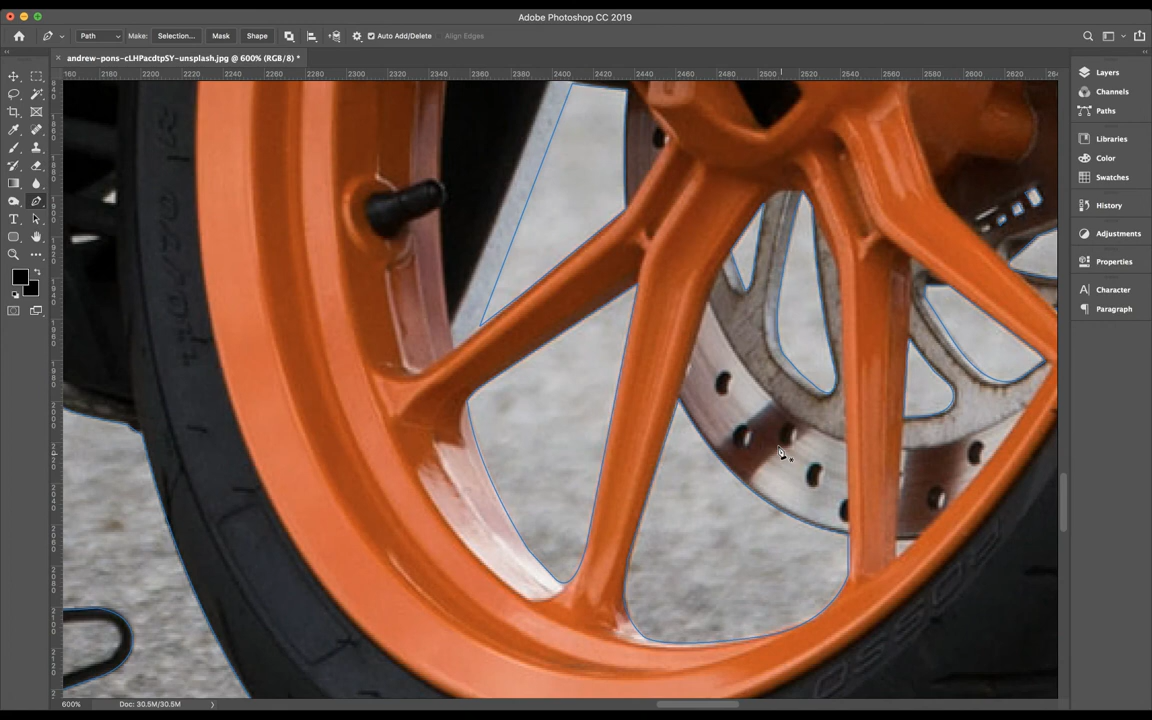 Adobe Photoshop CC 2019
Path Make: Selection... Mask Shape Auto Add/Delete Align Edges
andrew-pons-cLHPacdtpSY-unsplash.jpg @ 600% (RGB/8) *
2160 2180 2200 2220 2240 2260 2280 2300 2320 2340 2360 2380 2400 2420 2440 2460 2480 2500 2520 2540 2560 2580 2600 2620 264
Layers
Channels
Paths
Libraries
Color
Swatches
History
Adjustments
Properties
Character
Paragraph
ROSSO
600% Doc: 30.5M/30.5M